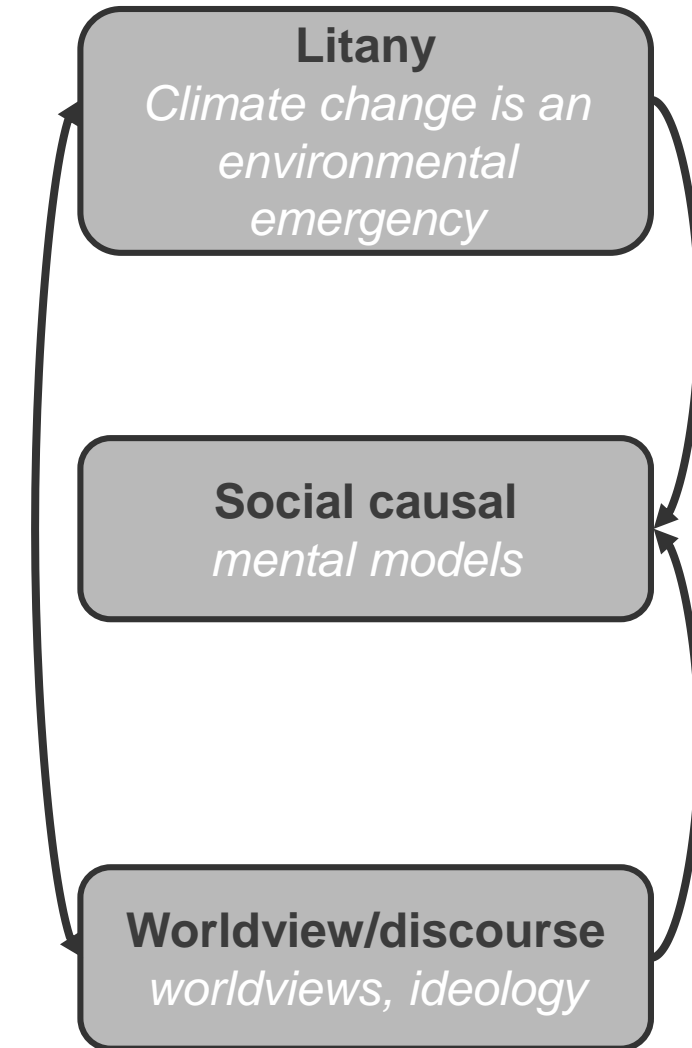 Litany
Climate change is an
environmental
emergency
Social causal
mental models
Worldview/discourse
worldviews, ideology